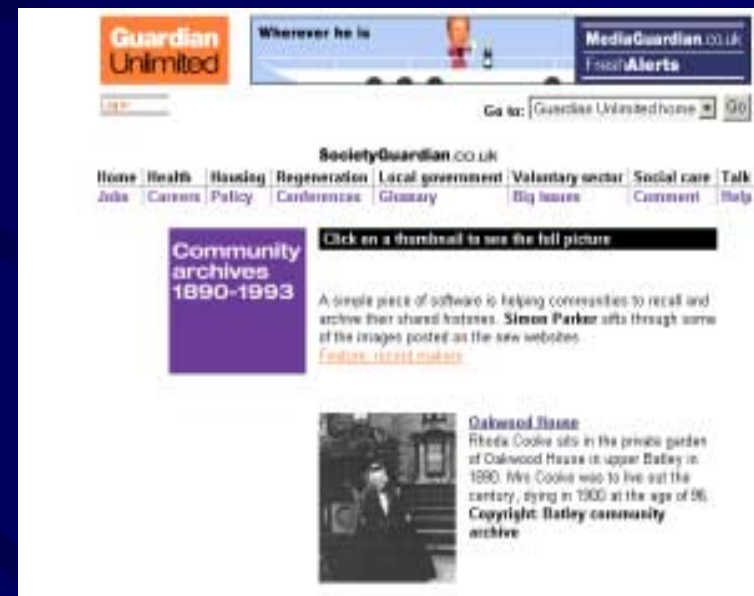 Guardian
Unlimited
Wherever he is
MediaGuardian.co.uk
FreshAlerts
Go to: Guardian Unlimited home Go
SocietyGuardian.co.uk
Home Health Housing Regeneration Local government Voluntary sector Social care Talk
Jobs Careers Policy Conferences Glossary Big Issues Comment Help
Community
archives
1890-1993
Click on a thumbnail to see the full picture
A simple piece of software is helping communities to recall and
archive their shared histories. Simon Parker sifts through some
of the images posted on the new websites
Feature: record makers
Oakwood House
Rhoda Cooke sits in the private garden
of Oakwood House in upper Batley in
1890. Mrs Cooke was to live out the
century, dying in 1900 at the age of 96.
Copyright: Batley community
archive